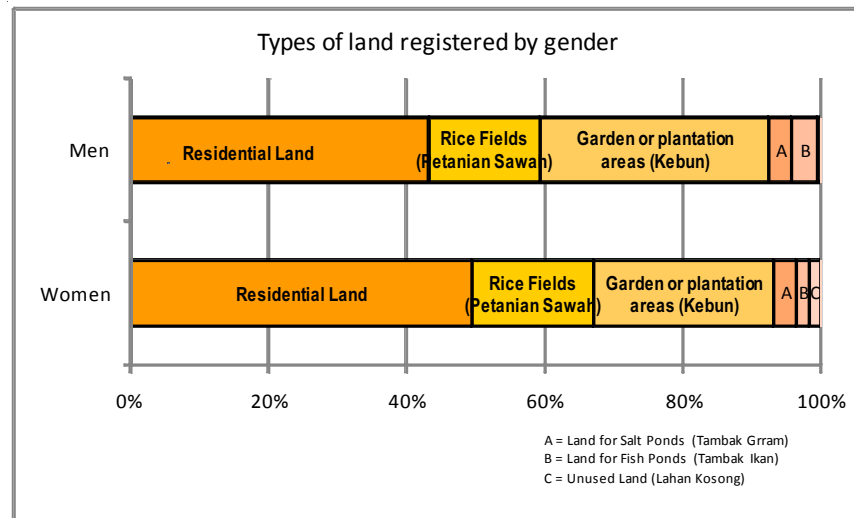 Types of land registered by gender
Men
Residential Land
Rice Fields
(Petanian Sawah)
Garden or plantation
areas (Kebun)
A
B
Women
Residential Land
Rice Fields
(Petanian Sawah)
Garden or plantation
areas (Kebun)
A
B
C
0% 20% 40% 60% 80% 100%
A = Land for Salt Ponds (Tambak Grram)
B = Land for Fish Ponds (Tambak Ikan)
C = Unused Land (Lahan Kosong)